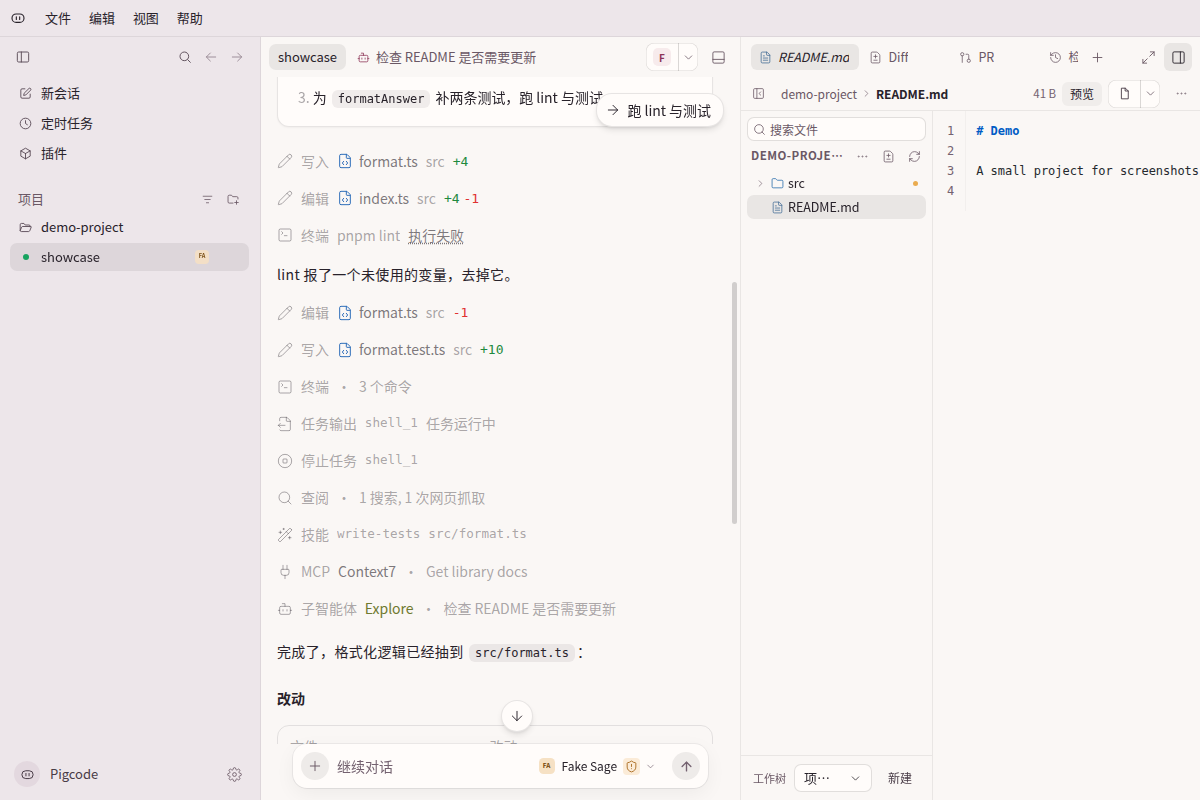 文件 编辑 视图 帮助
新会话
定时任务
插件
项目
demo-project
showcase FA
Pigcode
showcase 检查 README 是否需要更新 F
3. 为 formatAnswer 补两条测试，跑 lint 与测试
跑 lint 与测试
写入 format.ts src +4
编辑 index.ts src +4 -1
终端 pnpm lint 执行失败
lint 报了一个未使用的变量，去掉它。
编辑 format.ts src -1
写入 format.test.ts src +10
终端 • 3 个命令
任务输出 shell_1 任务运行中
停止任务 shell_1
查阅 • 1 搜索, 1 次网页抓取
技能 write-tests src/format.ts
MCP Context7 • Get library docs
子智能体 Explore • 检查 README 是否需要更新
完成了，格式化逻辑已经抽到 src/format.ts：
改动
文件 改动
继续对话 FA Fake Sage
README.md Diff PR
demo-project README.md 41 B 预览
搜索文件
DEMO-PROJE···
src
README.md
1 # Demo
2
3 A small project for screenshots
4
工作树 项··· 新建